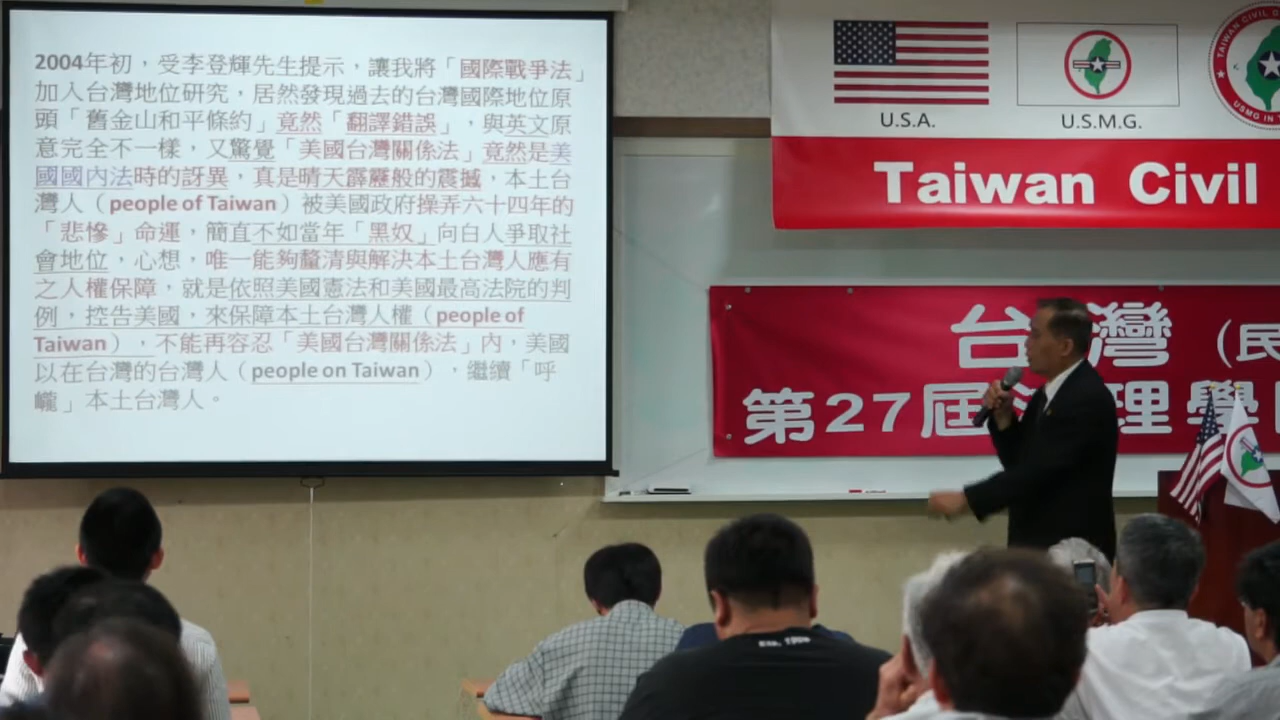 2004年初，受李登輝先生提示，讓我將「國際戰爭法」
加入台灣地位研究，居然發現過去的台灣國際地位原
頭「舊金山和平條約」竟然「翻譯錯誤」，與英文原
意完全不一樣，又驚覺「美國台灣關係法」竟然是美
國國內法時的訝異，真是晴天霹靂般的震撼，本土台
灣人（people of Taiwan）被美國政府操弄六十四年的
「悲慘」命運，簡直不如當年「黑奴」向白人爭取社
會地位，心想，唯一能夠釐清與解決本土台灣人應有
之人權保障，就是依照美國憲法和美國最高法院的判
例，控告美國，來保障本土台灣人權（people of
Taiwan），不能再容忍「美國台灣關係法」內，美國
以在台灣的台灣人（people on Taiwan），繼續「呼
嚨」本土台灣人。
U.S.A.
U.S.M.G.
TAIWAN CIVIL
USMG IN
Taiwan Civil
台灣（民
第27屆 理學